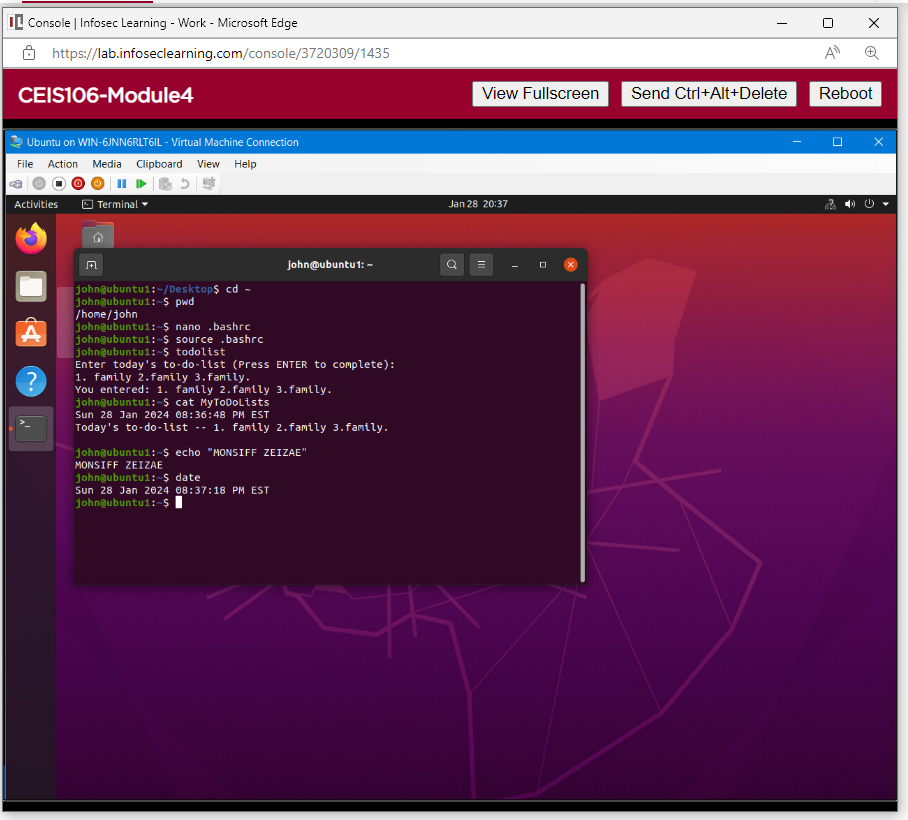 Console | Infosec Learning - Work - Microsoft Edge
https://lab.infoseclearning.com/console/3720309/1435
CEIS106-Module4
View Fullscreen
Send Ctrl+Alt+Delete
Reboot
Ubuntu on WIN-6JNN6RLT6IL - Virtual Machine Connection
File Action Media Clipboard View Help
Activities
Terminal
Jan 28 20:37
john@ubuntu1: ~
john@ubuntu1:~/Desktop$ cd ~
john@ubuntu1:~$ pwd
/home/john
john@ubuntu1:~$ nano .bashrc
john@ubuntu1:~$ source .bashrc
john@ubuntu1:~$ todolist
Enter today's to-do-list (Press ENTER to complete):
1. family 2.family 3.family.
You entered: 1. family 2.family 3.family.
john@ubuntu1:~$ cat MyToDoLists
Sun 28 Jan 2024 08:36:48 PM EST
Today's to-do-list -- 1. family 2.family 3.family.
john@ubuntu1:~$ echo "MONSIFF ZEIZAE"
MONSIFF ZEIZAE
john@ubuntu1:~$ date
Sun 28 Jan 2024 08:37:18 PM EST
john@ubuntu1:~$